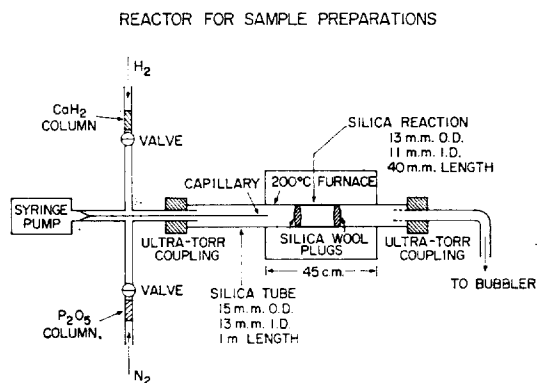 REACTOR FOR SAMPLE PREPARATIONS
H2
CaH2
COLUMN
VALVE
SILICA REACTION
13 m.m. O.D.
11 m.m. I.D.
40 m.m. LENGTH
CAPILLARY
200°C FURNACE
SYRINGE
PUMP
ULTRA-TORR
COUPLING
SILICA WOOL
PLUGS
ULTRA-TORR
COUPLING
45 c.m.
TO BUBBLER
VALVE
SILICA TUBE
15 m.m. O.D.
13 m.m. I.D.
1 m LENGTH
P2O5
COLUMN.
N2